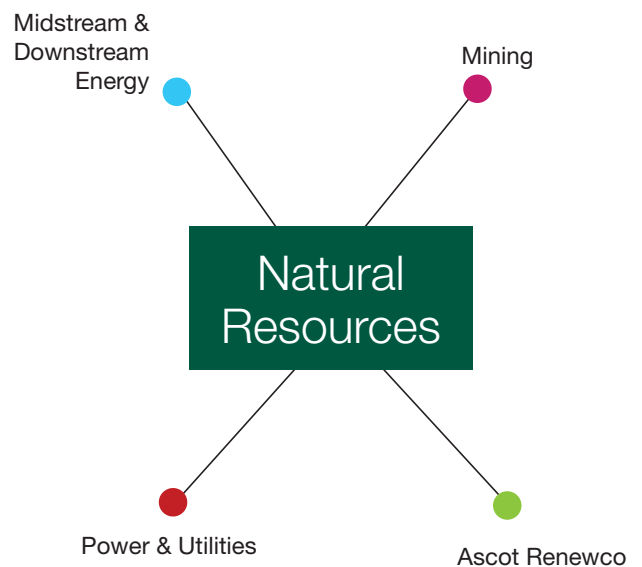 Midstream &
Downstream
Energy
Mining
Natural
Resources
Power & Utilities
Ascot Renewco